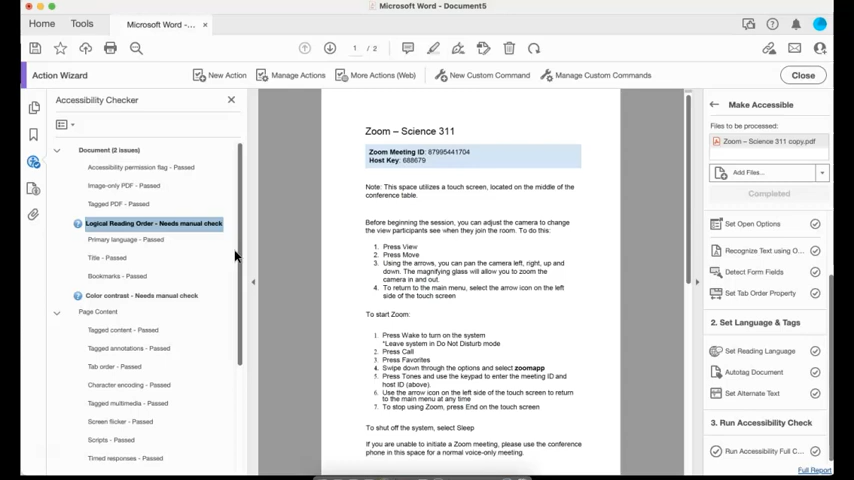 Microsoft Word - Document5
Home
Tools
Microsoft Word -...
1 / 2
Action Wizard
New Action
Manage Actions
More Actions (Web)
New Custom Command
Manage Custom Commands
Close
Accessibility Checker
Document (2 issues)
Accessibility permission flag - Passed
Image-only PDF - Passed
Tagged PDF - Passed
Logical Reading Order - Needs manual check
Primary language - Passed
Title - Passed
Bookmarks - Passed
Color contrast - Needs manual check
Page Content
Tagged content - Passed
Tagged annotations - Passed
Tab order - Passed
Character encoding - Passed
Tagged multimedia - Passed
Screen flicker - Passed
Scripts - Passed
Timed responses - Passed
Zoom – Science 311
Zoom Meeting ID: 87995441704
Host Key: 688679
Note: This space utilizes a touch screen, located on the middle of the
conference table.
Before beginning the session, you can adjust the camera to change
the view participants see when they join the room. To do this:
1. Press View
2. Press Move
3. Using the arrows, you can pan the camera left, right, up and
down. The magnifying glass will allow you to zoom the
camera in and out.
4. To return to the main menu, select the arrow icon on the left
side of the touch screen
To start Zoom:
1. Press Wake to turn on the system
*Leave system in Do Not Disturb mode
2. Press Call
3. Press Favorites
4. Swipe down through the options and select zoomapp
5. Press Tones and use the keypad to enter the meeting ID and
host ID (above).
6. Use the arrow icon on the left side of the touch screen to return
to the main menu at any time
7. To stop using Zoom, press End on the touch screen
To shut off the system, select Sleep
If you are unable to initiate a Zoom meeting, please use the conference
phone in this space for a normal voice-only meeting.
Make Accessible
Files to be processed:
Zoom – Science 311 copy.pdf
Add Files...
Completed
Set Open Options
Recognize Text using O...
Detect Form Fields
Set Tab Order Property
2. Set Language & Tags
Set Reading Language
Autotag Document
Set Alternate Text
3. Run Accessibility Check
Run Accessibility Full C...
Full Report